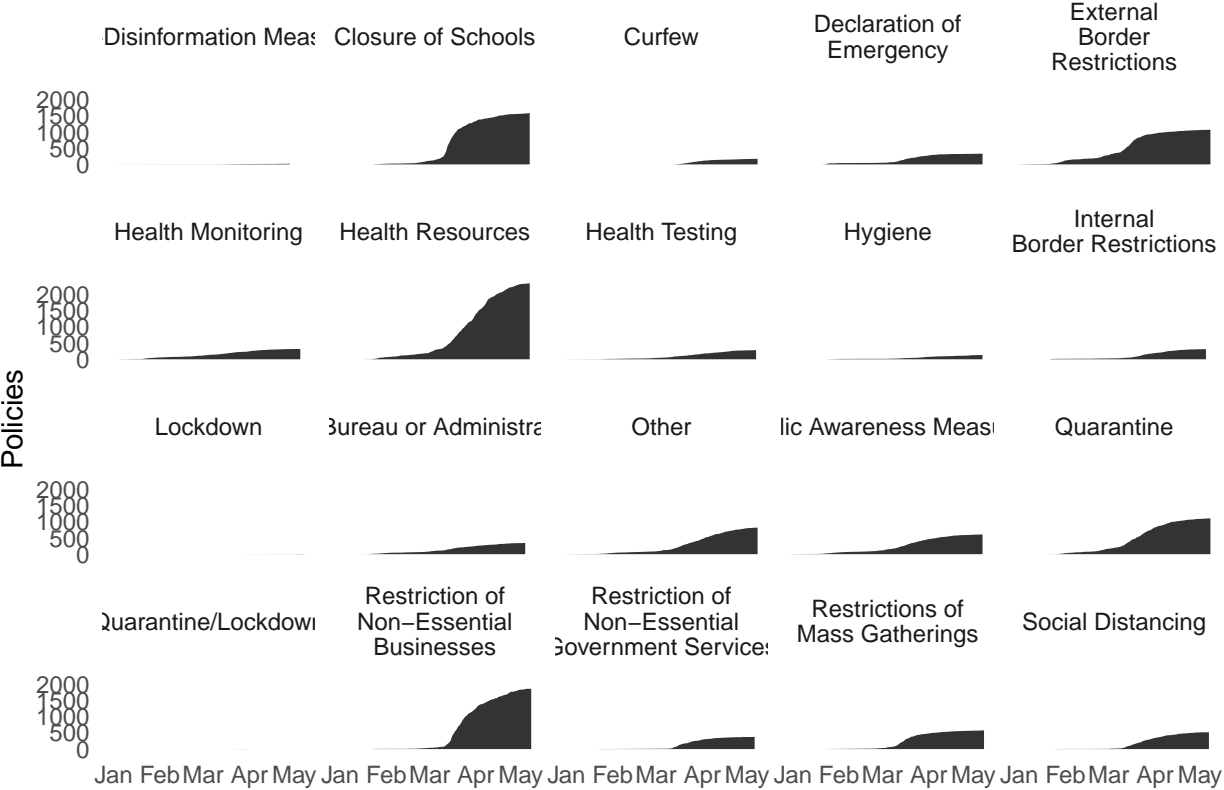 Disinformation Meas
Closure of Schools
Curfew
Declaration of
Emergency
External
Border
Restrictions
2000
1500
1000
500
0
Health Monitoring
Health Resources
Health Testing
Hygiene
Internal
Border Restrictions
2000
1500
1000
500
0
Policies
Lockdown
Bureau or Administra
Other
lic Awareness Measu
Quarantine
2000
1500
1000
500
0
Quarantine/Lockdown
Restriction of
Non−Essential
Businesses
Restriction of
Non−Essential
Government Services
Restrictions of
Mass Gatherings
Social Distancing
2000
1500
1000
500
0
Jan Feb Mar Apr May Jan Feb Mar Apr May Jan Feb Mar Apr May Jan Feb Mar Apr May Jan Feb Mar Apr May